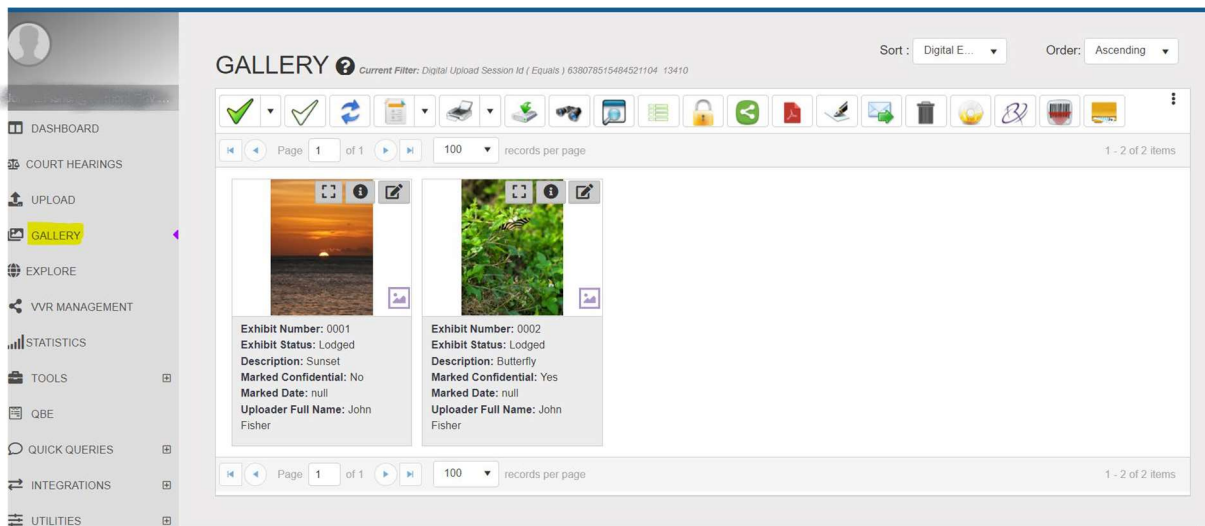 GALLERY
Current Filter: Digital Upload Session Id ( Equals ) 638078515484521104 13410
Sort :
Digital E...
Order:
Ascending
DASHBOARD
COURT HEARINGS
UPLOAD
GALLERY
EXPLORE
VVR MANAGEMENT
STATISTICS
TOOLS
QBE
QUICK QUERIES
INTEGRATIONS
UTILITIES
Page 1 of 1
100
records per page
1 - 2 of 2 items
Exhibit Number: 0001
Exhibit Status: Lodged
Description: Sunset
Marked Confidential: No
Marked Date: null
Uploader Full Name: John
Fisher
Exhibit Number: 0002
Exhibit Status: Lodged
Description: Butterfly
Marked Confidential: Yes
Marked Date: null
Uploader Full Name: John
Fisher
Page 1 of 1
100
records per page
1 - 2 of 2 items